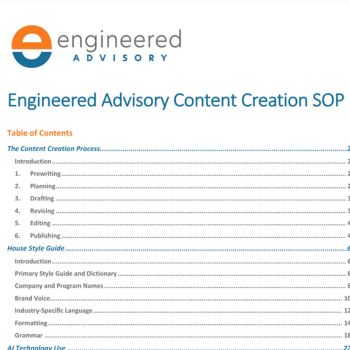 engineered
ADVISORY
Engineered Advisory Content Creation SOP
Table of Contents
The Content Creation Process 2
Introduction 2
1. Prewriting 2
2. Planning 2
3. Drafting 3
4. Revising 3
5. Editing 4
6. Publishing 4
House Style Guide 6
Introduction 6
Primary Style Guide and Dictionary 6
Company and Program Names 6
Brand Voice 10
Industry-Specific Language 12
Formatting 14
Grammar 18
AI Technology Use 22